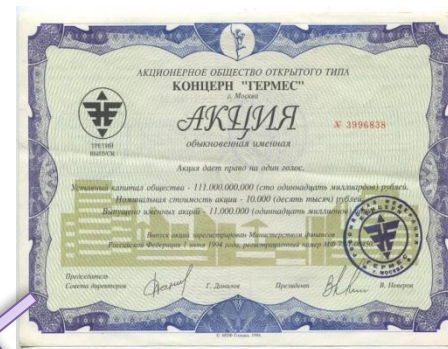 АКЦИОНЕРНОЕ ОБЩЕСТВО ОТКРЫТОГО ТИПА
КОНЦЕРН "ГЕРМЕС"
г. Москва
АКЦИЯ
№ 3996838
ТРЕТИЙ
ВЫПУСК
обыкновенная именная
Акция дает право на один голос.
Уставный капитал общества - 111.000.000.000 (сто одиннадцать миллиардов) рублей.
Номинальная стоимость акции - 10.000 (десять тысяч) рублей.
Выпущено именных акций - 11.000.000 (одиннадцать миллионов)
Выпуск акций зарегистрирован Министерством финансов
Российской Федерации 1 июня 1994 года, регистрационный номер
Председатель
Совета директоров
Г. Данилов
Президент
В. Неверов
"ГЕРМЕС"
г. МОСКВА